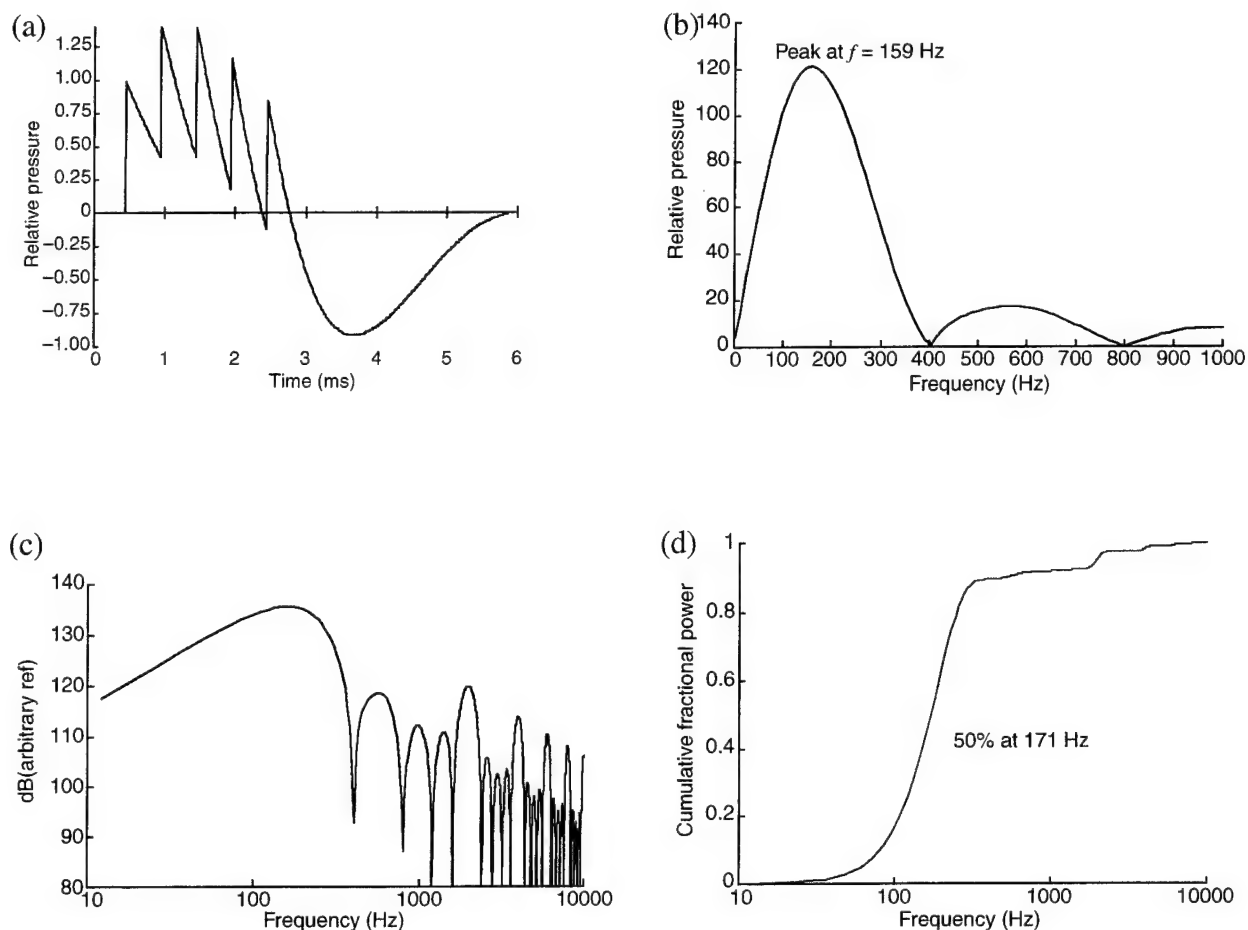 (a)
1.25
1.00
0.75
0.50
0.25
0
−0.25
−0.50
−0.75
−1.00
Relative pressure
0 1 2 3 4 5 6
Time (ms)
(b)
140
120
100
80
60
40
20
0
Relative pressure
Peak at f = 159 Hz
0 100 200 300 400 500 600 700 800 900 1000
Frequency (Hz)
(c)
140
130
120
110
100
90
80
dB(arbitrary ref)
10 100 1000 10000
Frequency (Hz)
(d)
1
0.8
0.6
0.4
0.2
0
Cumulative fractional power
50% at 171 Hz
10 100 1000 10000
Frequency (Hz)